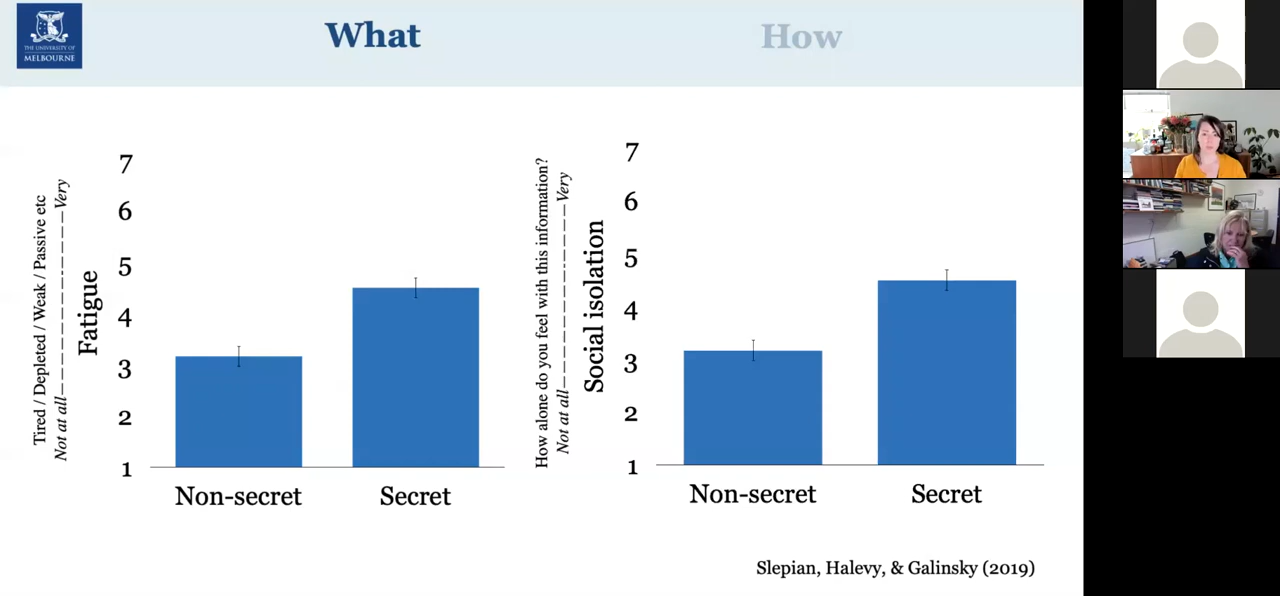 THE UNIVERSITY OF
MELBOURNE
What
How
Tired / Depleted / Weak / Passive etc
Not at all——————————.——————Very
Fatigue
7
6
5
4
3
2
1
Non-secret
Secret
How alone do you feel with this information?
Not at all——————————.——————Very
Social isolation
7
6
5
4
3
2
1
Non-secret
Secret
Slepian, Halevy, & Galinsky (2019)